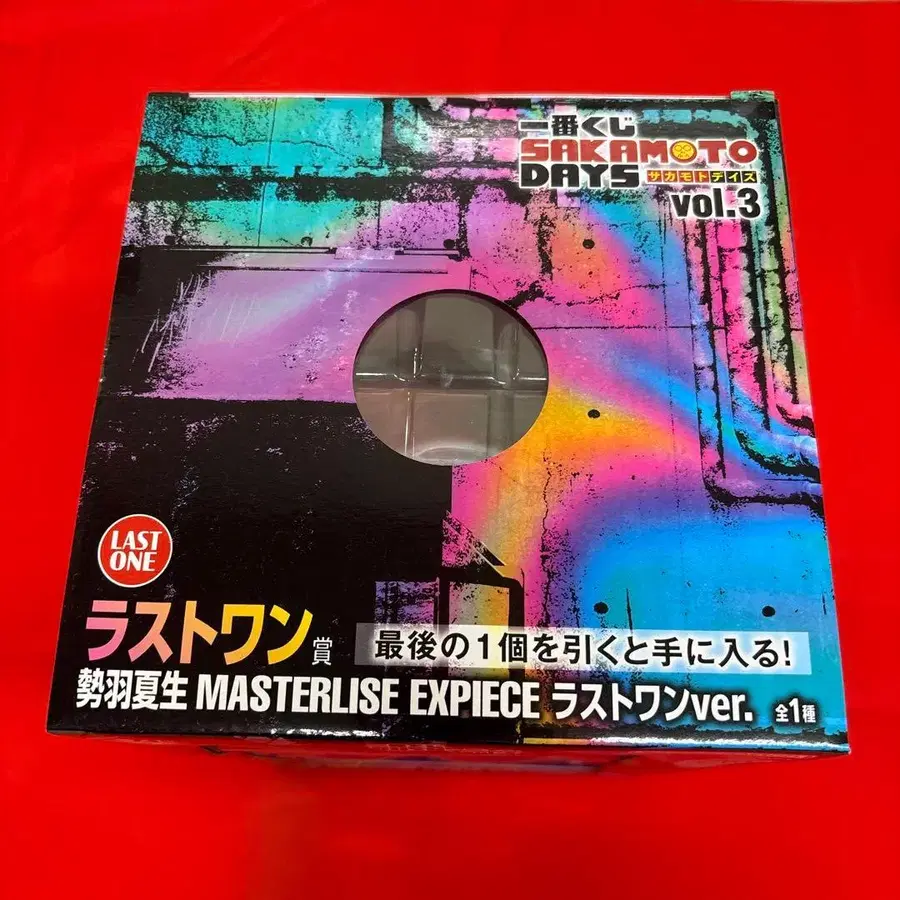 一番くじ
SAKAMOTO
DAYS サカモトデイズ
vol.3
LAST
ONE
ラストワン賞
最後の1個を引くと手に入る!
勢羽夏生 MASTERLISE EXPIECE ラストワンver. 全1種